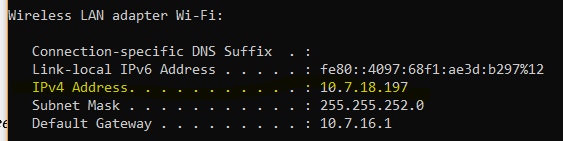 Wireless LAN adapter Wi-Fi:
Connection-specific DNS Suffix  . :
Link-local IPv6 Address . . . . . : fe80::4097:68f1:ae3d:b297%12
IPv4 Address. . . . . . . . . . . : 10.7.18.197
Subnet Mask . . . . . . . . . . . : 255.255.252.0
Default Gateway . . . . . . . . . : 10.7.16.1